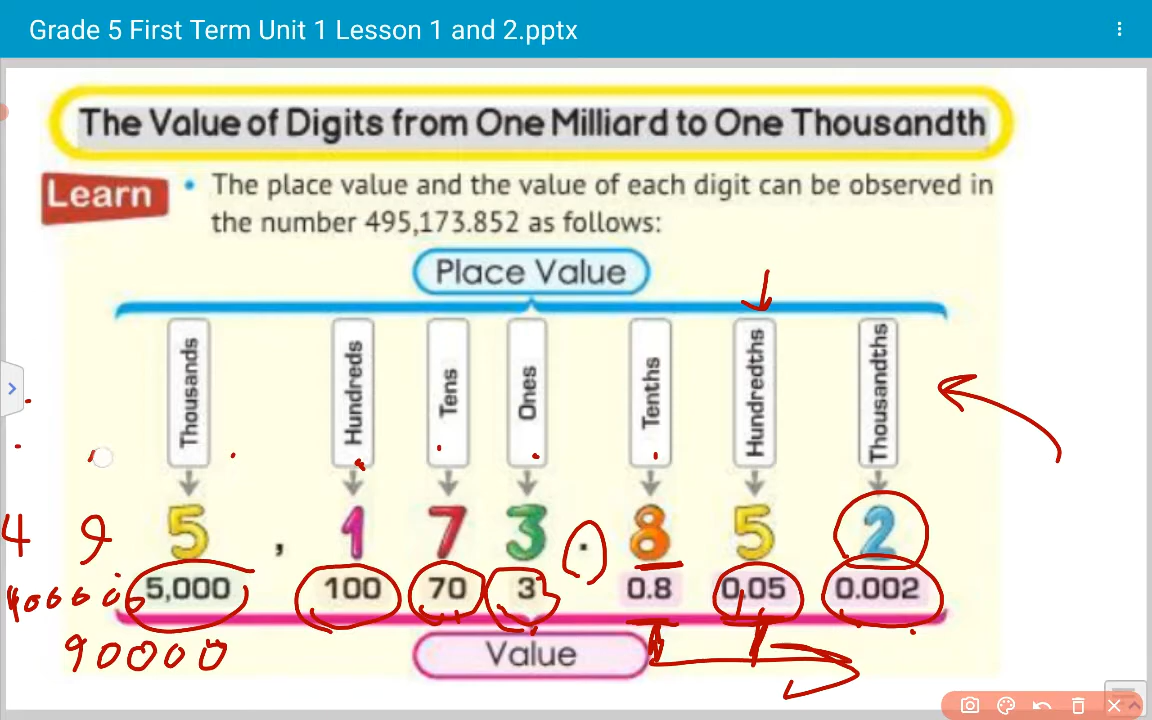 Grade 5 First Term Unit 1 Lesson 1 and 2.pptx
The Value of Digits from One Milliard to One Thousandth
Learn
• The place value and the value of each digit can be observed in
the number 495,173.852 as follows:
Place Value
Thousands Hundreds Tens Ones Tenths Hundredths Thousandths
4 9 5 , 1 7 3 . 8 5 2
400000 5,000 100 70 3 0.8 0.05 0.002
90000
Value